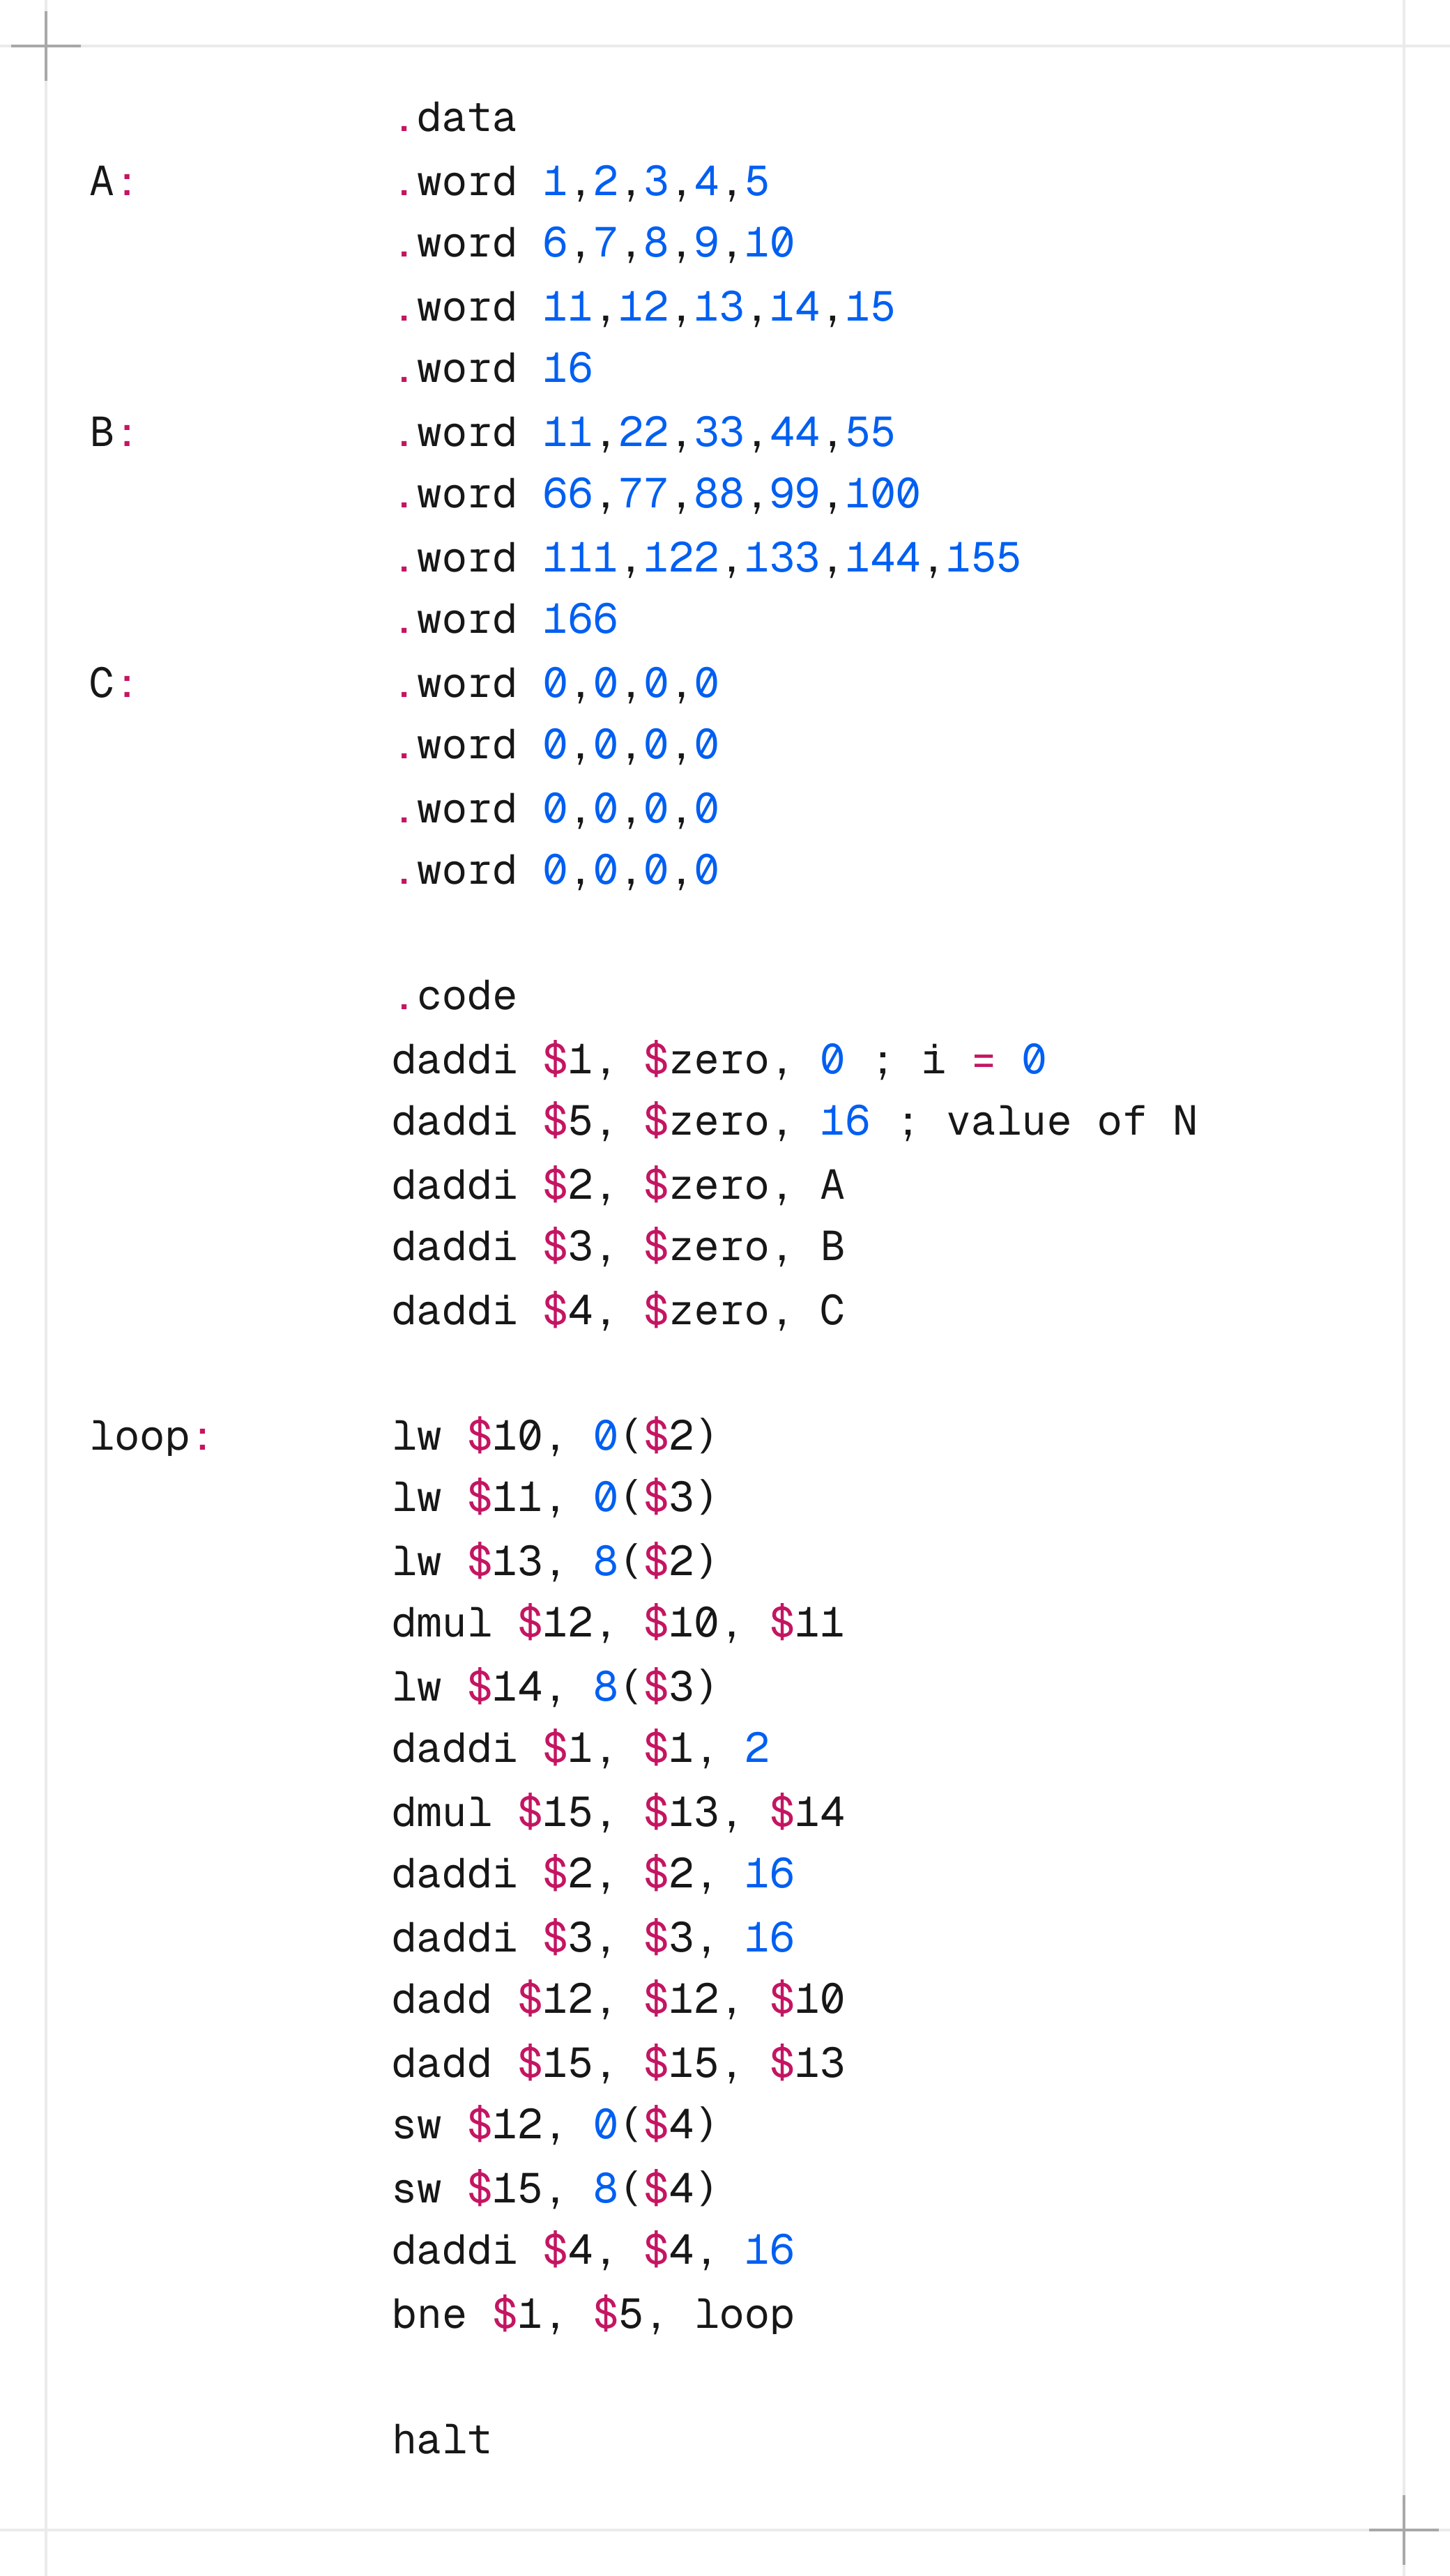 .data
A: .word 1,2,3,4,5
.word 6,7,8,9,10
.word 11,12,13,14,15
.word 16
B: .word 11,22,33,44,55
.word 66,77,88,99,100
.word 111,122,133,144,155
.word 166
C: .word 0,0,0,0
.word 0,0,0,0
.word 0,0,0,0
.word 0,0,0,0
.code
daddi $1, $zero, 0 ; i = 0
daddi $5, $zero, 16 ; value of N
daddi $2, $zero, A
daddi $3, $zero, B
daddi $4, $zero, C
loop: lw $10, 0($2)
lw $11, 0($3)
lw $13, 8($2)
dmul $12, $10, $11
lw $14, 8($3)
daddi $1, $1, 2
dmul $15, $13, $14
daddi $2, $2, 16
daddi $3, $3, 16
dadd $12, $12, $10
dadd $15, $15, $13
sw $12, 0($4)
sw $15, 8($4)
daddi $4, $4, 16
bne $1, $5, loop
halt